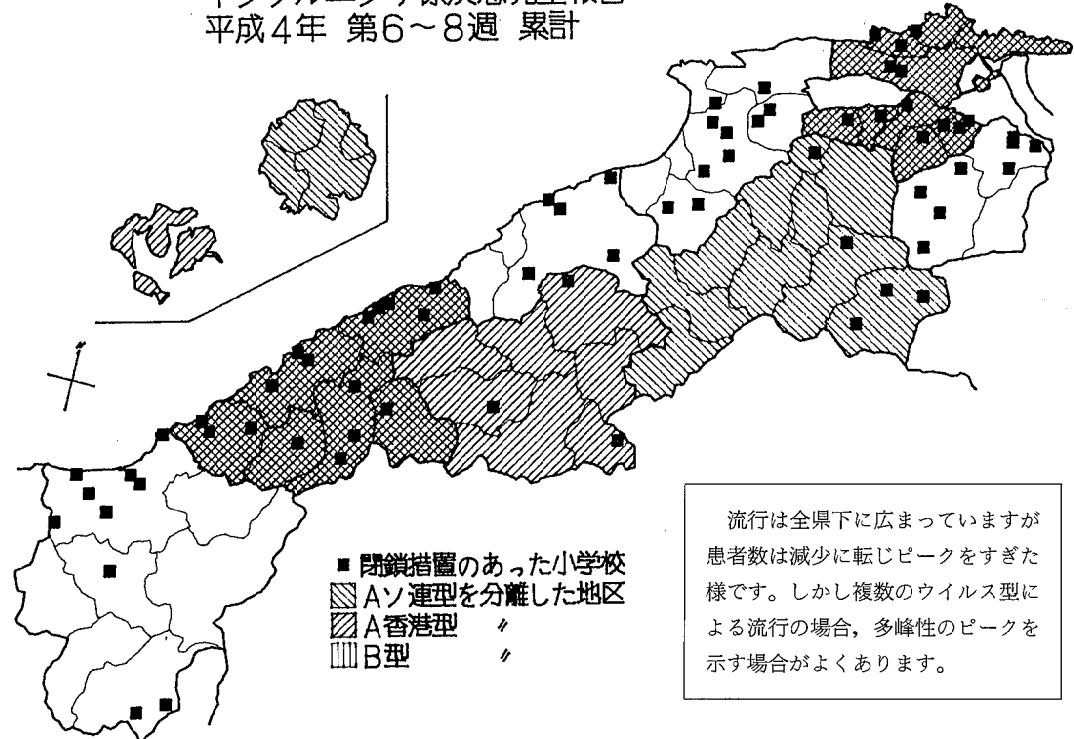 平成4年 第6～8週 累計
■ 閉鎖措置のあった小学校
Aソ連型を分離した地区
A香港型 〃
B型 〃
流行は全県下に広まっていますが
患者数は減少に転じピークをすぎた
様です。しかし複数のウイルス型に
よる流行の場合，多峰性のピークを
示す場合がよくあります。